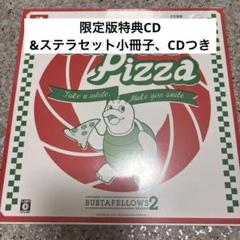 限定版特典CD
&ステラセット小冊子、CDつき
Pizza
Take a while,
Make you smile
BUSTAFELLOWS2